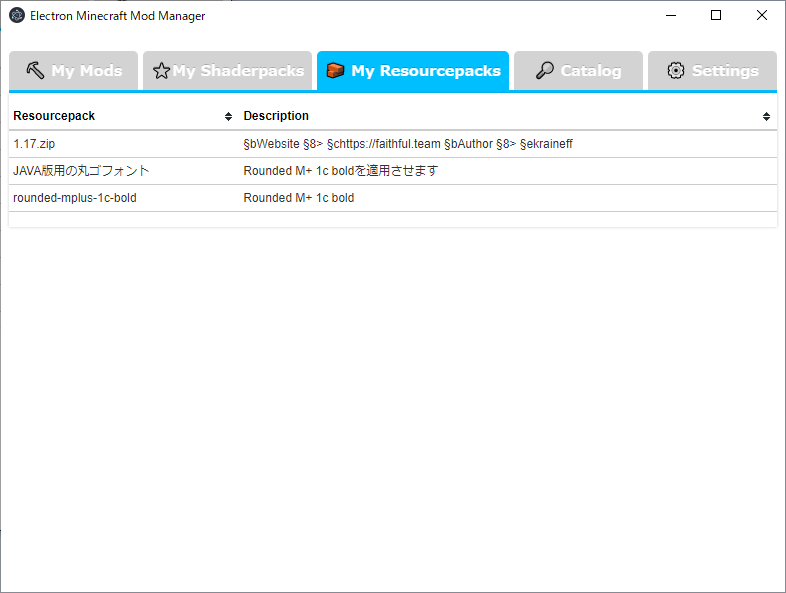 Electron Minecraft Mod Manager
My Mods
My Shaderpacks
My Resourcepacks
Catalog
Settings
Resourcepack Description
1.17.zip §bWebsite §8> §chttps://faithful.team §bAuthor §8> §ekraineff
JAVA版用の丸ゴフォント Rounded M+ 1c boldを適用させます
rounded-mplus-1c-bold Rounded M+ 1c bold